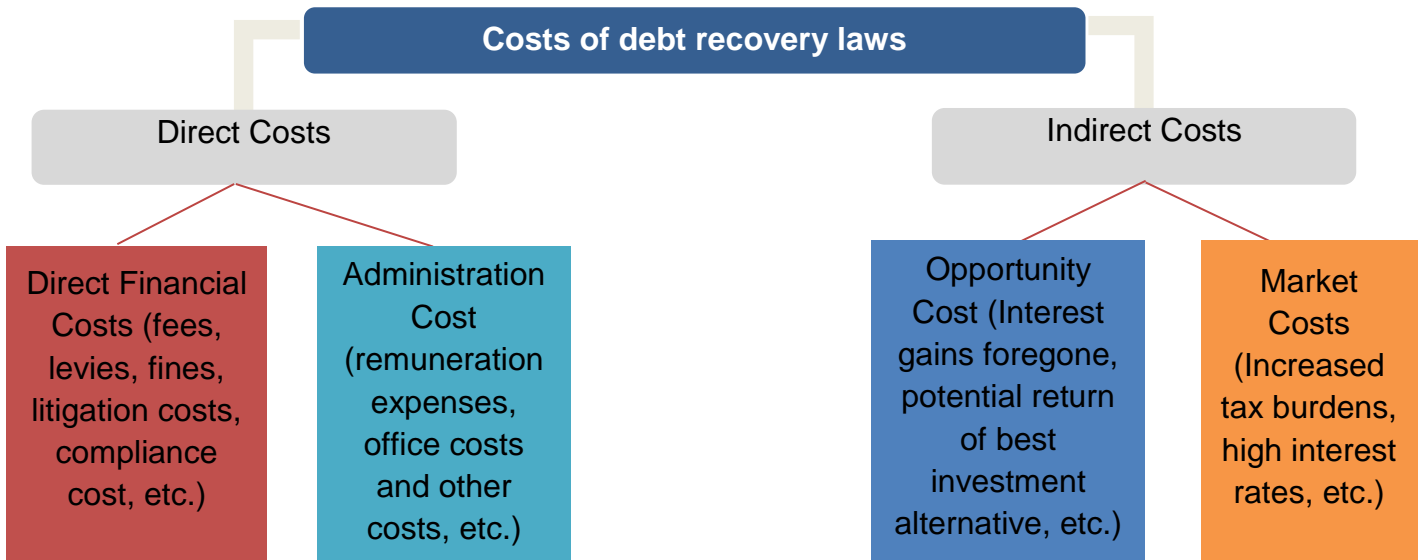 Costs of debt recovery laws
Direct Costs
Indirect Costs
Direct Financial
Costs (fees,
levies, fines,
litigation costs,
compliance
cost, etc.)
Administration
Cost
(remuneration
expenses,
office costs
and other
costs, etc.)
Opportunity
Cost (Interest
gains foregone,
potential return
of best
investment
alternative, etc.)
Market
Costs
(Increased
tax burdens,
high interest
rates, etc.)